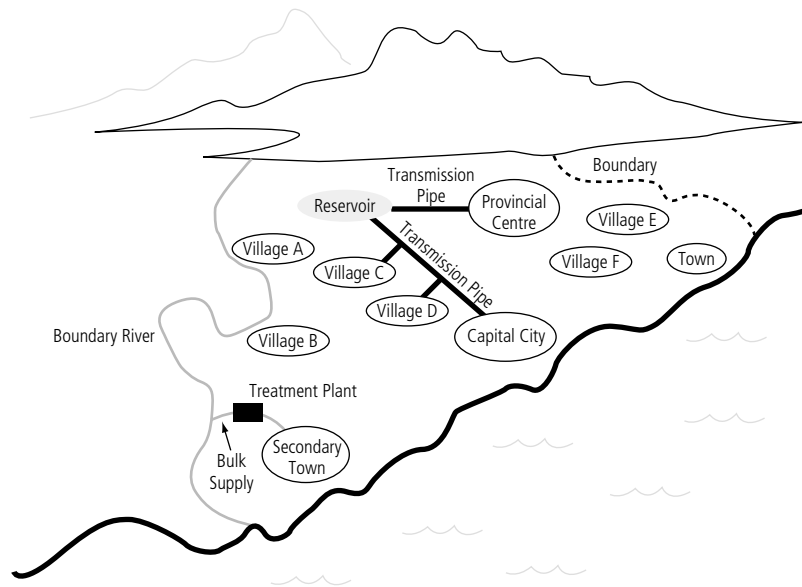 Boundary
Transmission
Pipe
Reservoir
Provincial
Centre
Village E
Transmission Pipe
Village A
Village C
Village F
Town
Village D
Boundary River
Village B
Capital City
Treatment Plant
Secondary
Town
Bulk
Supply